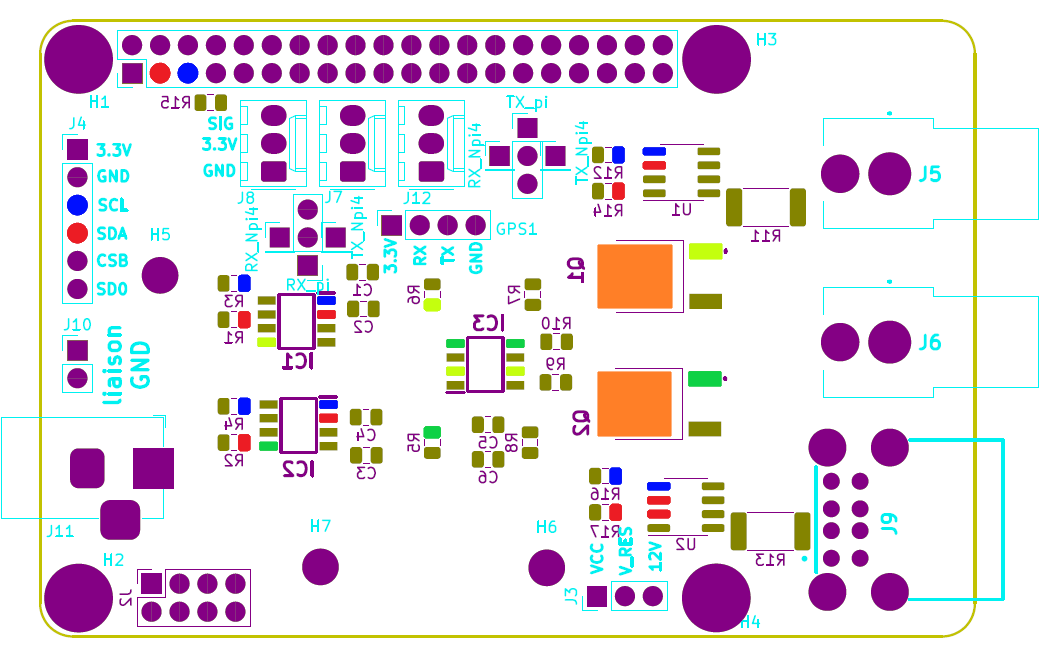 H3
H1
R15
TX_pi
J4
SIG
3.3V
GND
J8
J7
J12
RX_Npi4
TX_Npi4
R12
R14
U1
R11
J5
3.3V
GND
SCL
SDA
CSB
SDO
H5
RX_Npi4
TX_Npi4
RX_pi
3.3V
RX
TX
GND
GPS1
Q1
R3
R1
C1
C2
R6
R7
IC1
IC3
R10
R9
J6
J10
liaison
GND
R4
R2
IC2
C4
C3
R5
C5
C6
R8
Q2
R16
R17
U2
R13
J9
J11
H2
H7
H6
VCC
V_RES
12V
J2
J3
H4